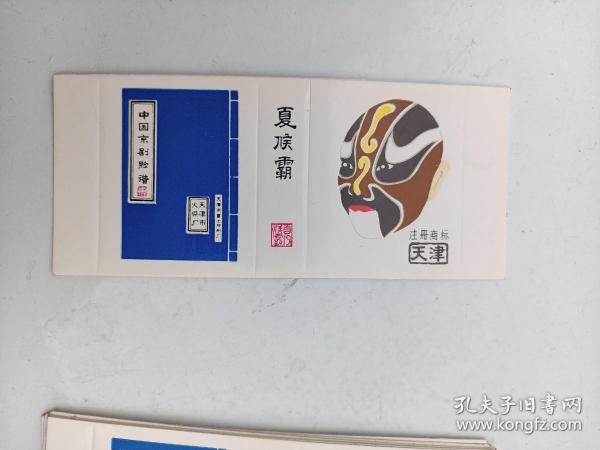 中国京剧脸谱
天津市
火柴厂
夏侯霸
注册商标
天津
孔夫子旧书网
www.kongfz.com